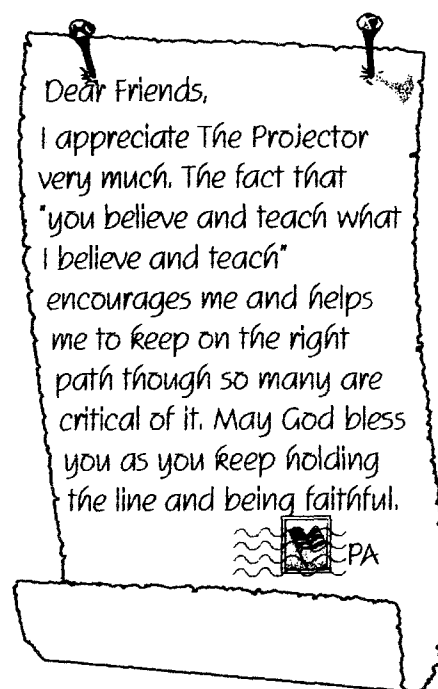 Dear Friends,
I appreciate The Projector
very much. The fact that
"you believe and teach what
I believe and teach"
encourages me and helps
me to keep on the right
path though so many are
critical of it. May God bless
you as you keep holding
the line and being faithful.
PA